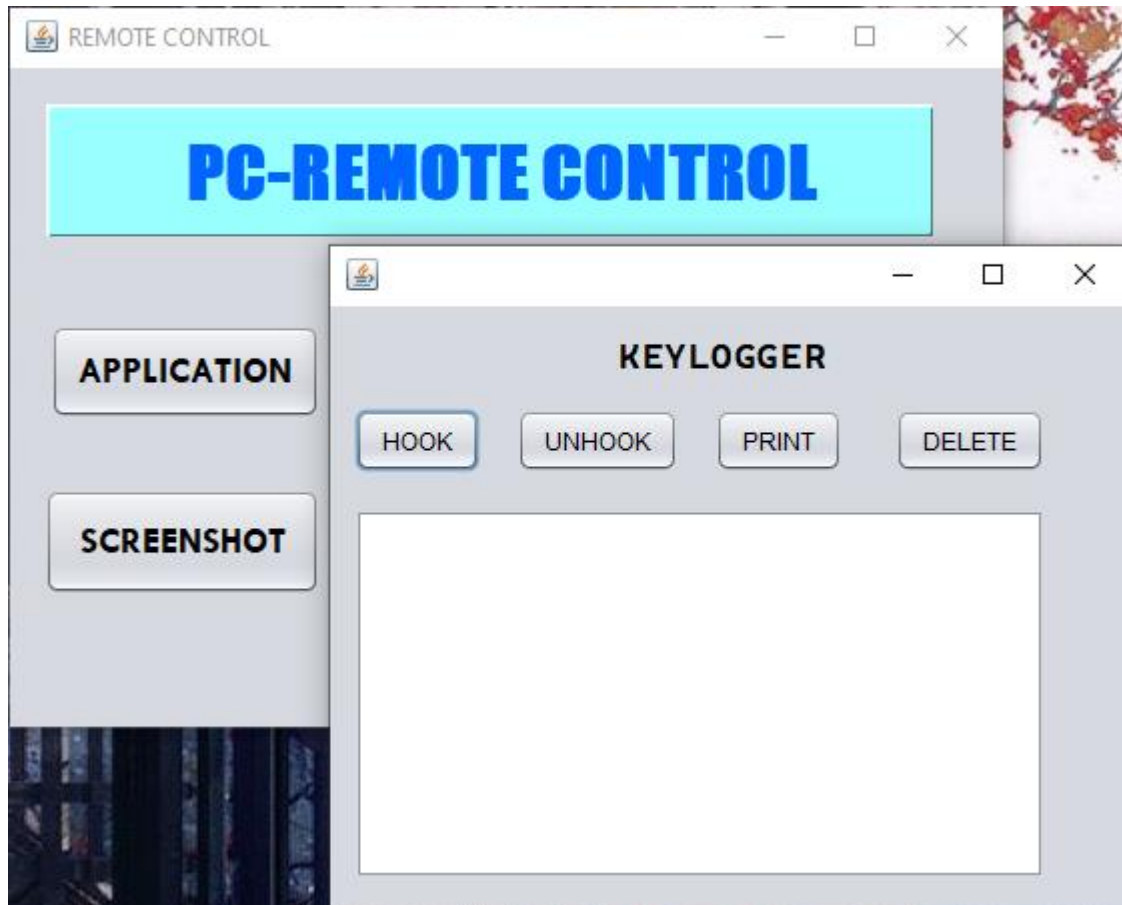 REMOTE CONTROL
PC-REMOTE CONTROL
APPLICATION
SCREENSHOT
KEYLOGGER
HOOK UNHOOK PRINT DELETE